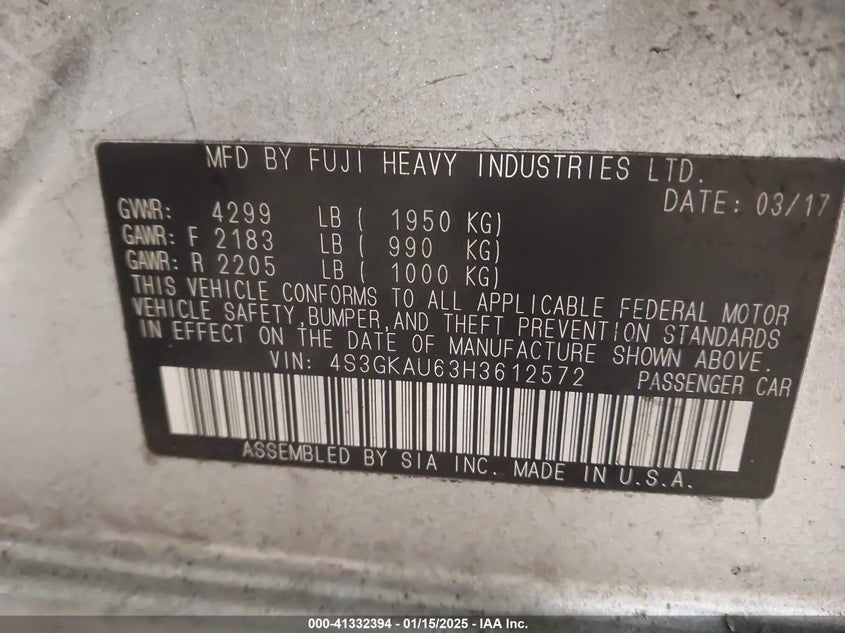 MFD BY FUJI HEAVY INDUSTRIES LTD.
DATE: 03/17
GVWR: 4299 LB ( 1950 KG)
GAWR: F 2183 LB ( 990 KG)
GAWR: R 2205 LB ( 1000 KG)
THIS VEHICLE CONFORMS TO ALL APPLICABLE FEDERAL MOTOR
VEHICLE SAFETY,BUMPER,AND THEFT PREVENTION STANDARDS
IN EFFECT ON THE DATE OF MANUFACTURE SHOWN ABOVE.
VIN: 4S3GKAU63H3612572 PASSENGER CAR
ASSEMBLED BY SIA INC. MADE IN U.S.A.
000-41332394 - 01/15/2025 - IAA Inc.